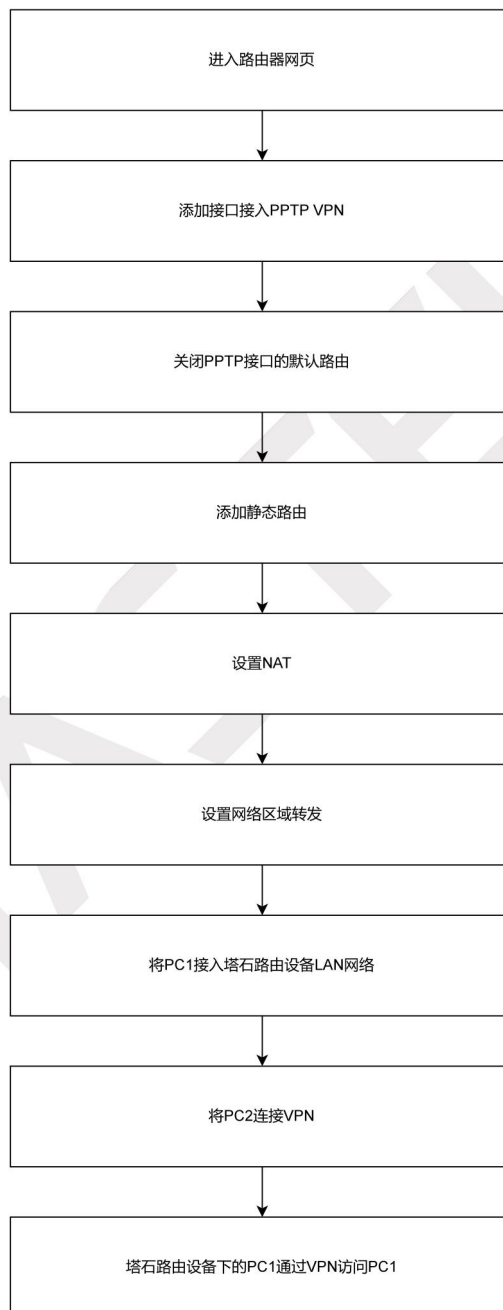 进入路由器网页
添加接口接入PPTP VPN
关闭PPTP接口的默认路由
添加静态路由
设置NAT
设置网络区域转发
将PC1接入塔石路由设备LAN网络
将PC2连接VPN
塔石路由设备下的PC1通过VPN访问PC1